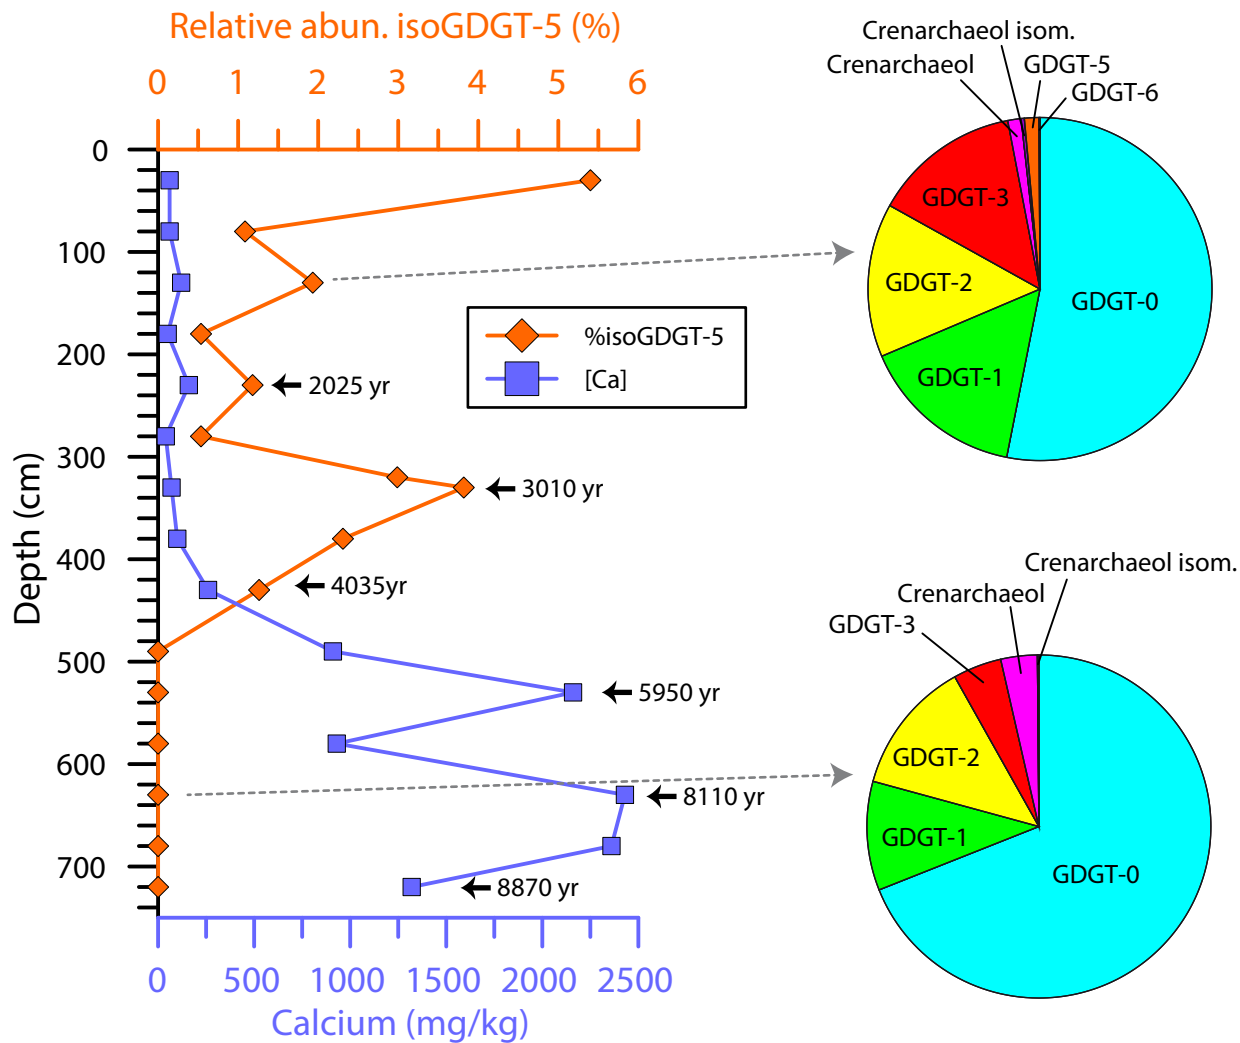 Relative abun. isoGDGT-5 (%)
0 1 2 3 4 5 6
0
100
200
300
400
500
600
700
Depth (cm)
%isoGDGT-5
[Ca]
2025 yr
3010 yr
4035yr
5950 yr
8110 yr
8870 yr
0 500 1000 1500 2000 2500
Calcium (mg/kg)
Crenarchaeol isom.
Crenarchaeol
GDGT-5
GDGT-6
GDGT-3
GDGT-2
GDGT-0
GDGT-1
Crenarchaeol isom.
Crenarchaeol
GDGT-3
GDGT-2
GDGT-1
GDGT-0